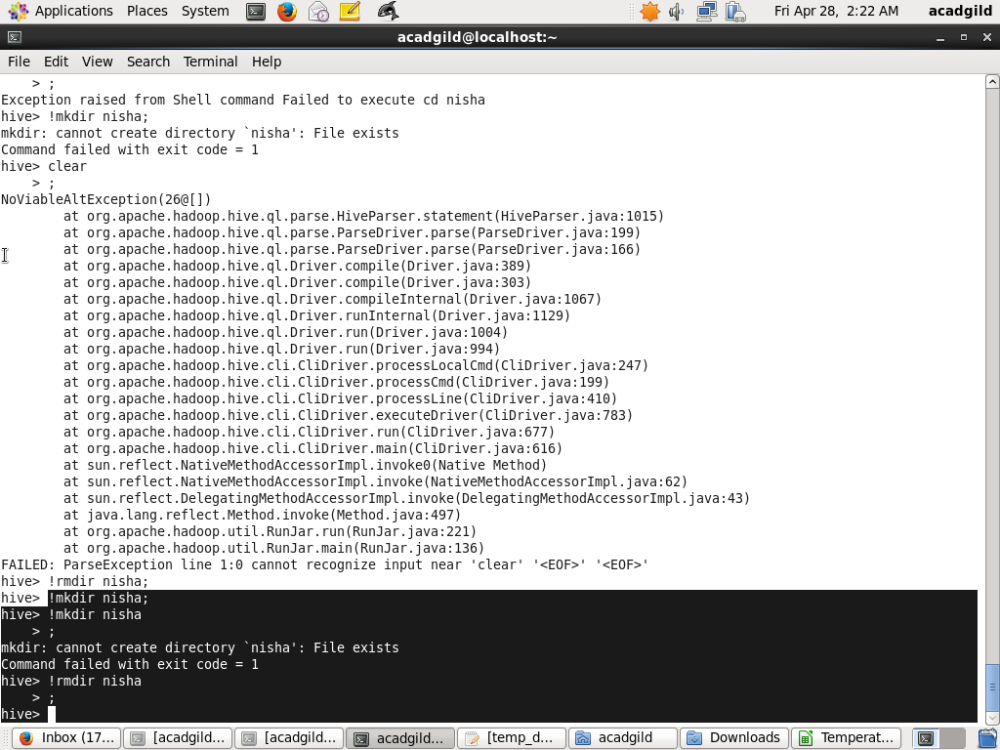 Applications Places System Fri Apr 28, 2:22 AM acadgild
acadgild@localhost:~
File Edit View Search Terminal Help
> ;
Exception raised from Shell command Failed to execute cd nisha
hive> !mkdir nisha;
mkdir: cannot create directory `nisha': File exists
Command failed with exit code = 1
hive> clear
> ;
NoViableAltException(26@[])
at org.apache.hadoop.hive.ql.parse.HiveParser.statement(HiveParser.java:1015)
at org.apache.hadoop.hive.ql.parse.ParseDriver.parse(ParseDriver.java:199)
at org.apache.hadoop.hive.ql.parse.ParseDriver.parse(ParseDriver.java:166)
at org.apache.hadoop.hive.ql.Driver.compile(Driver.java:389)
at org.apache.hadoop.hive.ql.Driver.compile(Driver.java:303)
at org.apache.hadoop.hive.ql.Driver.compileInternal(Driver.java:1067)
at org.apache.hadoop.hive.ql.Driver.runInternal(Driver.java:1129)
at org.apache.hadoop.hive.ql.Driver.run(Driver.java:1004)
at org.apache.hadoop.hive.ql.Driver.run(Driver.java:994)
at org.apache.hadoop.hive.cli.CliDriver.processLocalCmd(CliDriver.java:247)
at org.apache.hadoop.hive.cli.CliDriver.processCmd(CliDriver.java:199)
at org.apache.hadoop.hive.cli.CliDriver.processLine(CliDriver.java:410)
at org.apache.hadoop.hive.cli.CliDriver.executeDriver(CliDriver.java:783)
at org.apache.hadoop.hive.cli.CliDriver.run(CliDriver.java:677)
at org.apache.hadoop.hive.cli.CliDriver.main(CliDriver.java:616)
at sun.reflect.NativeMethodAccessorImpl.invoke0(Native Method)
at sun.reflect.NativeMethodAccessorImpl.invoke(NativeMethodAccessorImpl.java:62)
at sun.reflect.DelegatingMethodAccessorImpl.invoke(DelegatingMethodAccessorImpl.java:43)
at java.lang.reflect.Method.invoke(Method.java:497)
at org.apache.hadoop.util.RunJar.run(RunJar.java:221)
at org.apache.hadoop.util.RunJar.main(RunJar.java:136)
FAILED: ParseException line 1:0 cannot recognize input near 'clear' '<EOF>' '<EOF>'
hive> !rmdir nisha;
hive> !mkdir nisha;
hive> !mkdir nisha
> ;
mkdir: cannot create directory `nisha': File exists
Command failed with exit code = 1
hive> !rmdir nisha
> ;
hive>
Inbox (17... [acadgild... [acadgild... acadgild... [temp_d... acadgild Downloads Temperat...